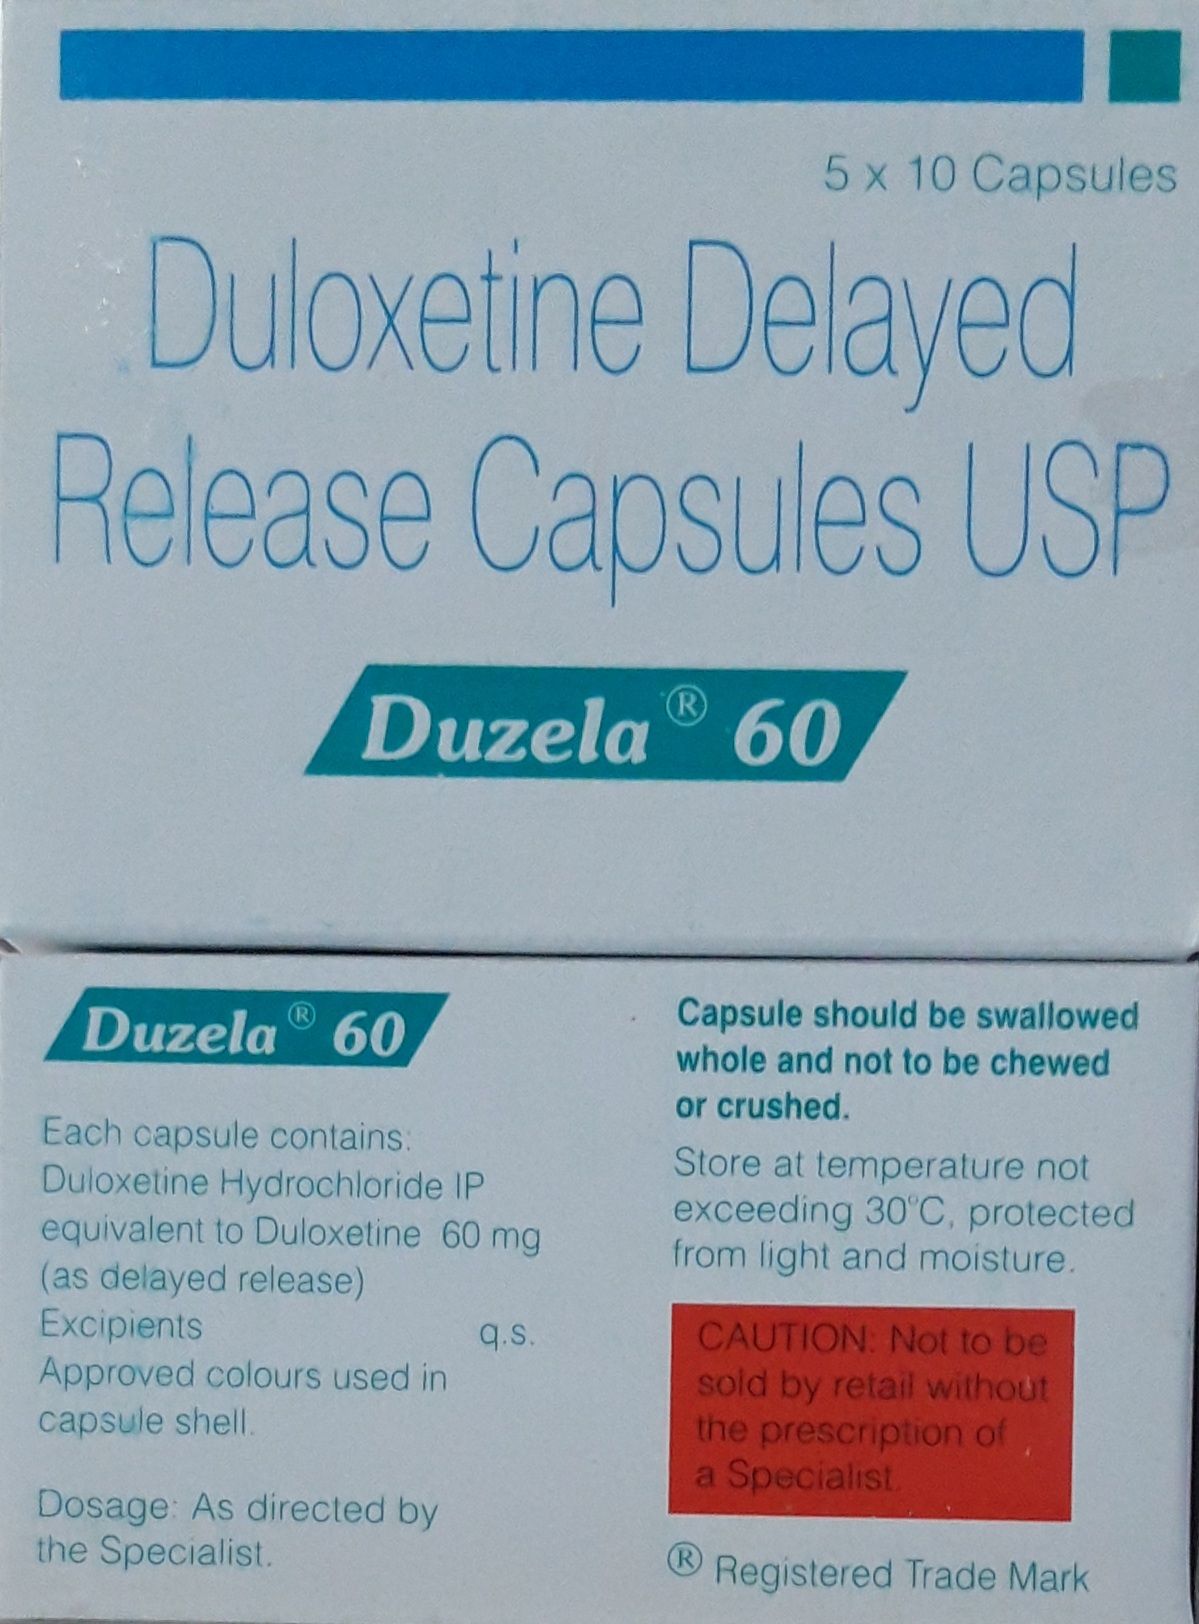 5 x 10 Capsules
Duloxetine Delayed
Release Capsules USP
Duzela® 60
Duzela® 60
Each capsule contains:
Duloxetine Hydrochloride IP
equivalent to Duloxetine 60 mg
(as delayed release)
Excipients q.s.
Approved colours used in
capsule shell.
Dosage: As directed by
the Specialist.
Capsule should be swallowed
whole and not to be chewed
or crushed.
Store at temperature not
exceeding 30°C, protected
from light and moisture.
CAUTION: Not to be
sold by retail without
the prescription of
a Specialist
® Registered Trade Mark